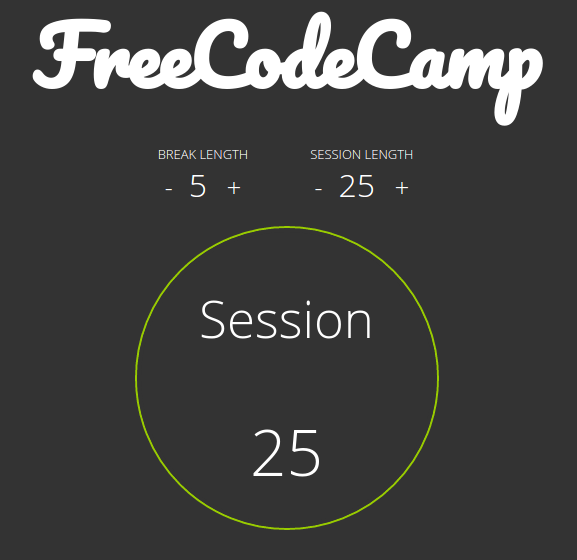 FreeCodeCamp
BREAK LENGTH SESSION LENGTH
- 5 + - 25 +
Session
25